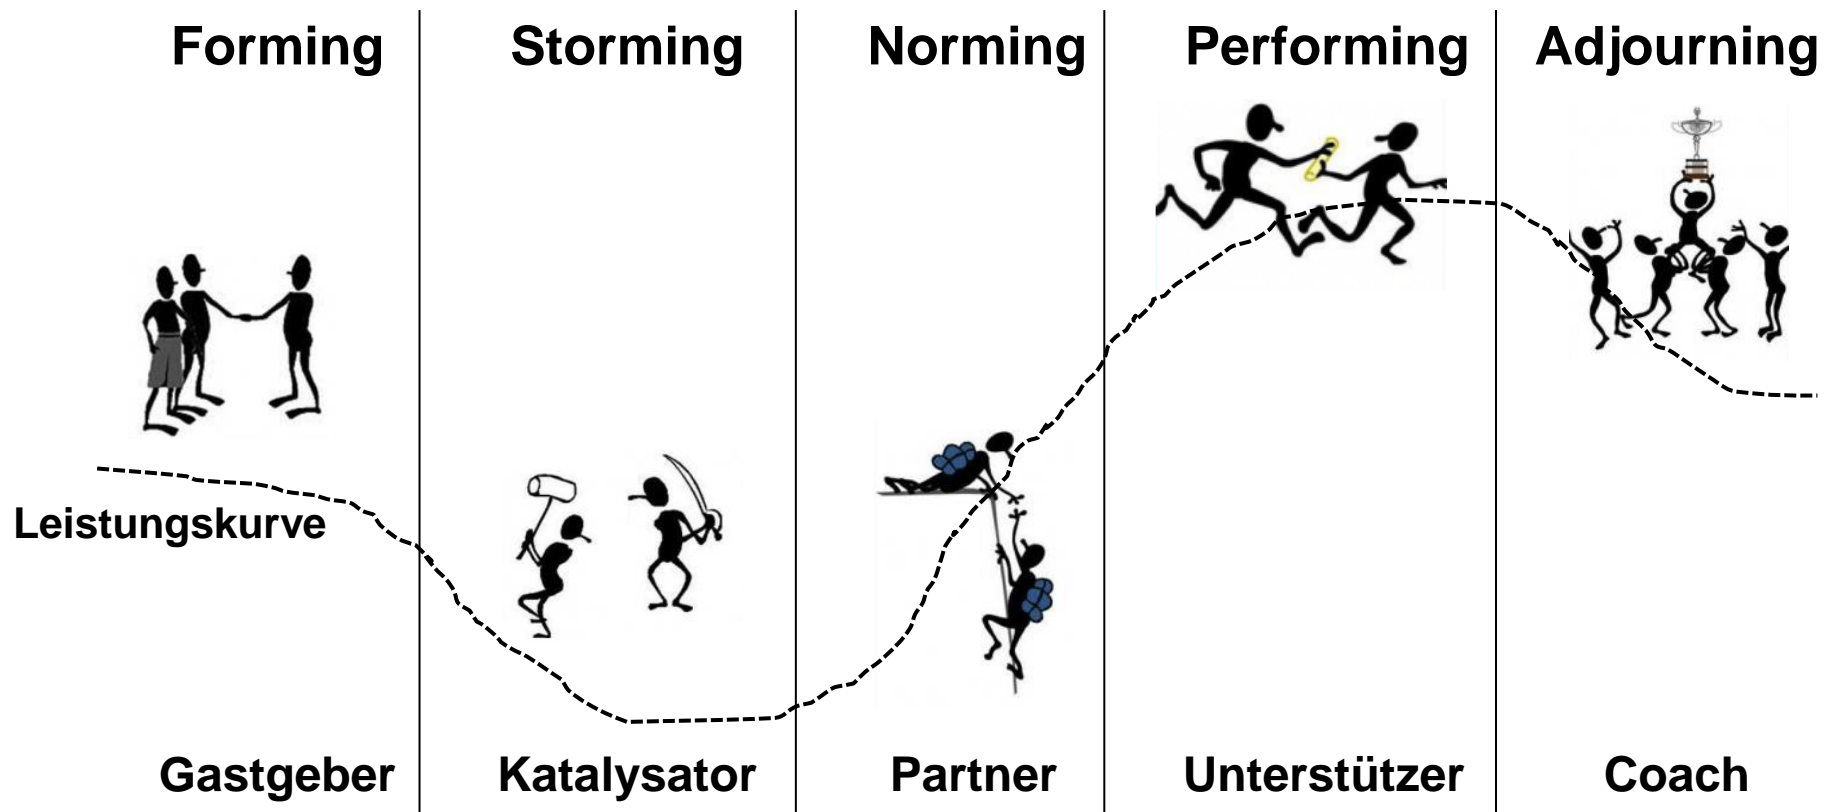 Forming
Storming
Norming
Performing
Adjourning
Leistungskurve
Gastgeber
Katalysator
Partner
Unterstützer
Coach